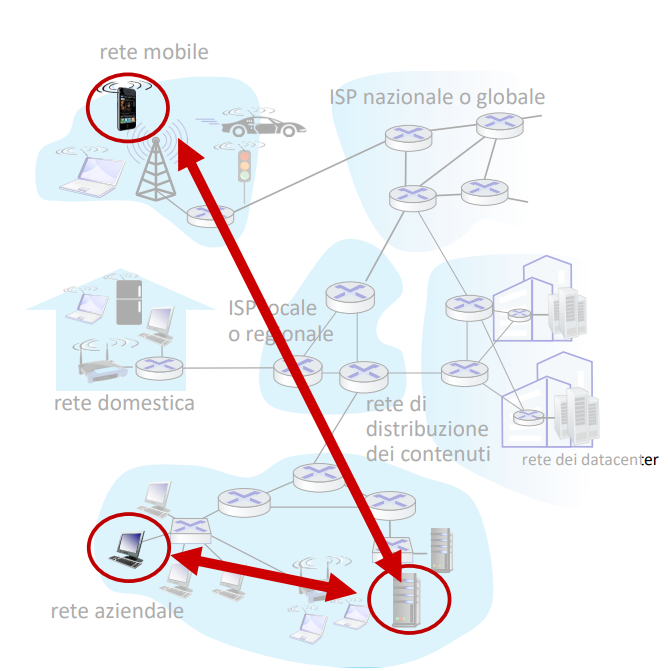 rete mobile
ISP nazionale o globale
ISP locale
o regionale
rete domestica
rete di
distribuzione
dei contenuti
rete dei datacenter
rete aziendale